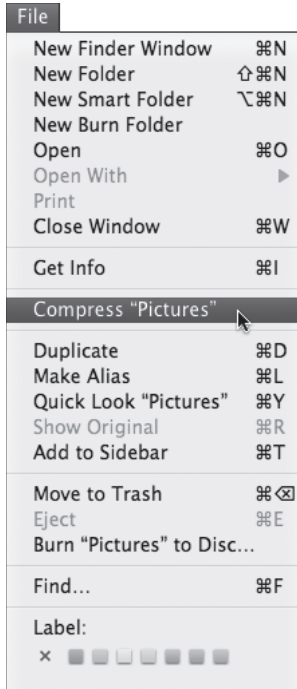 File
New Finder Window ⌘N
New Folder ⇧⌘N
New Smart Folder ⌥⌘N
New Burn Folder
Open ⌘O
Open With ▶
Print
Close Window ⌘W
Get Info ⌘I
Compress “Pictures”
Duplicate ⌘D
Make Alias ⌘L
Quick Look “Pictures” ⌘Y
Show Original ⌘R
Add to Sidebar ⌘T
Move to Trash ⌘⌫
Eject ⌘E
Burn “Pictures” to Disc…
Find… ⌘F
Label:
×